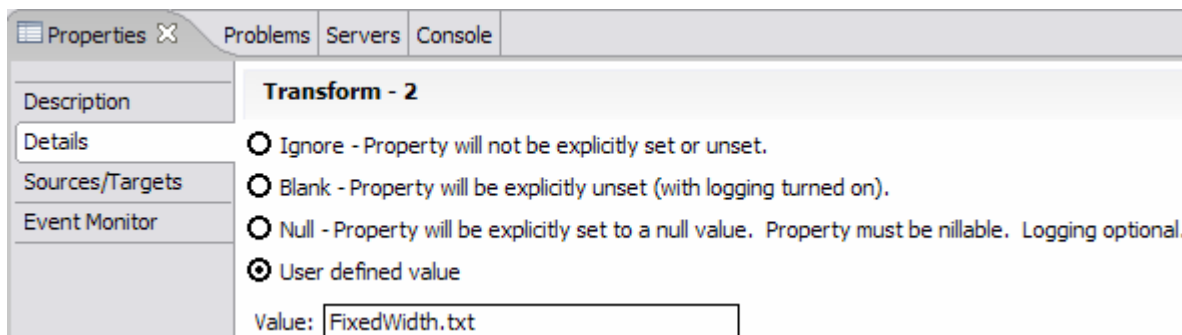 Properties Problems Servers Console
Description
Details
Sources/Targets
Event Monitor
Transform - 2
Ignore - Property will not be explicitly set or unset.
Blank - Property will be explicitly unset (with logging turned on).
Null - Property will be explicitly set to a null value. Property must be nillable. Logging optional.
User defined value
Value: FixedWidth.txt